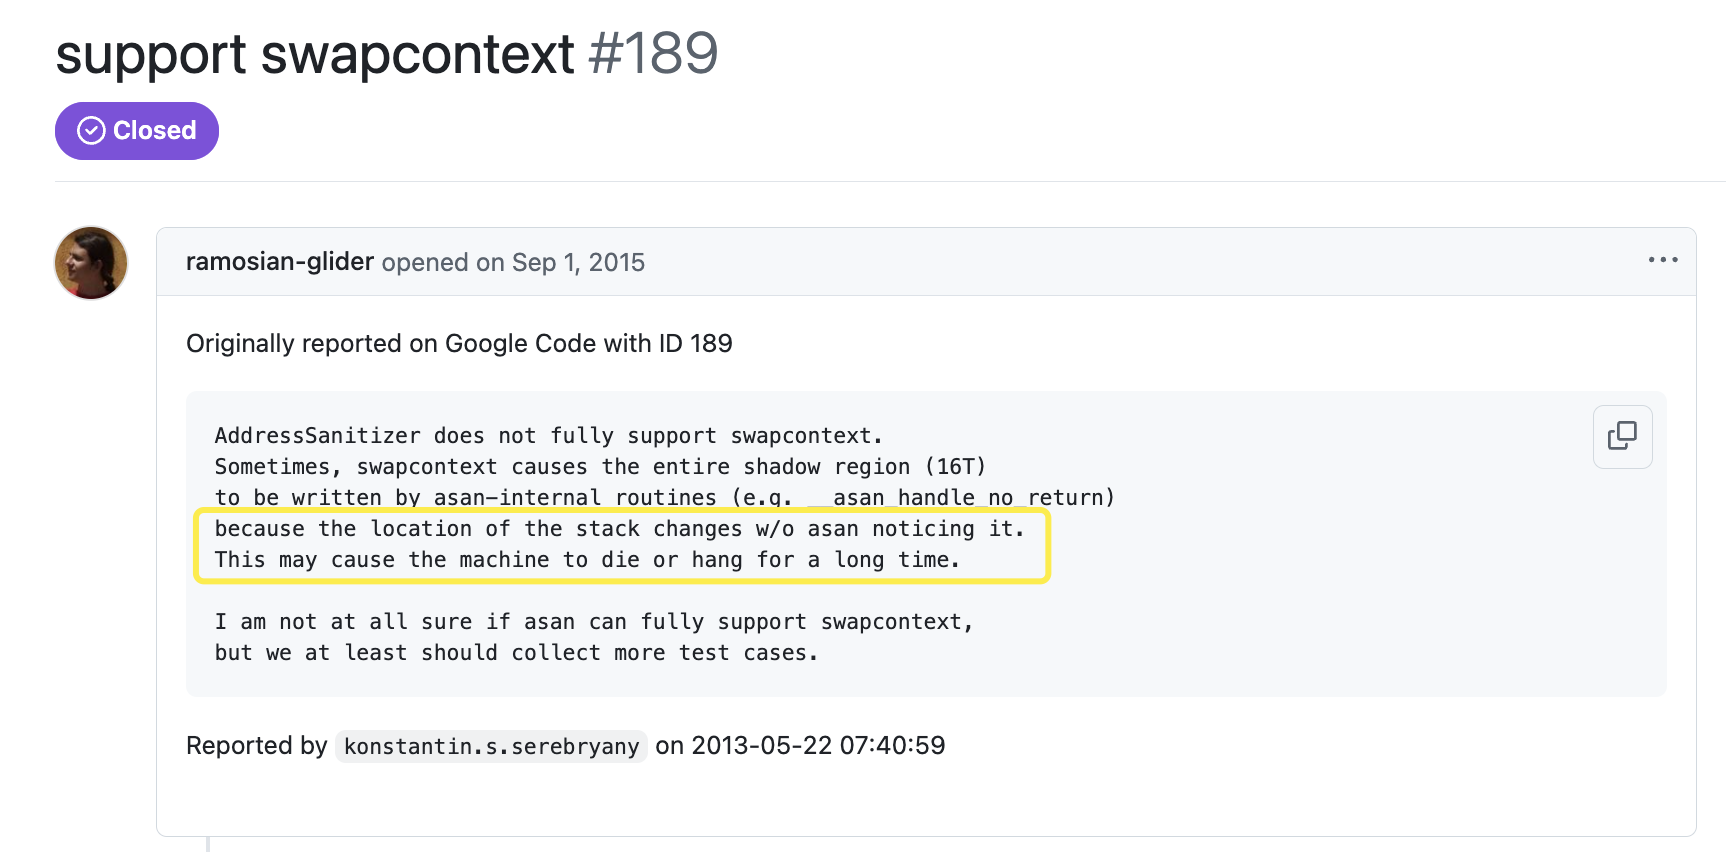 support swapcontext #189
Closed
ramosian-glider opened on Sep 1, 2015
Originally reported on Google Code with ID 189
AddressSanitizer does not fully support swapcontext.
Sometimes, swapcontext causes the entire shadow region (16T)
to be written by asan-internal routines (e.g. __asan_handle_no_return)
because the location of the stack changes w/o asan noticing it.
This may cause the machine to die or hang for a long time.
I am not at all sure if asan can fully support swapcontext,
but we at least should collect more test cases.
Reported by konstantin.s.serebryany on 2013-05-22 07:40:59